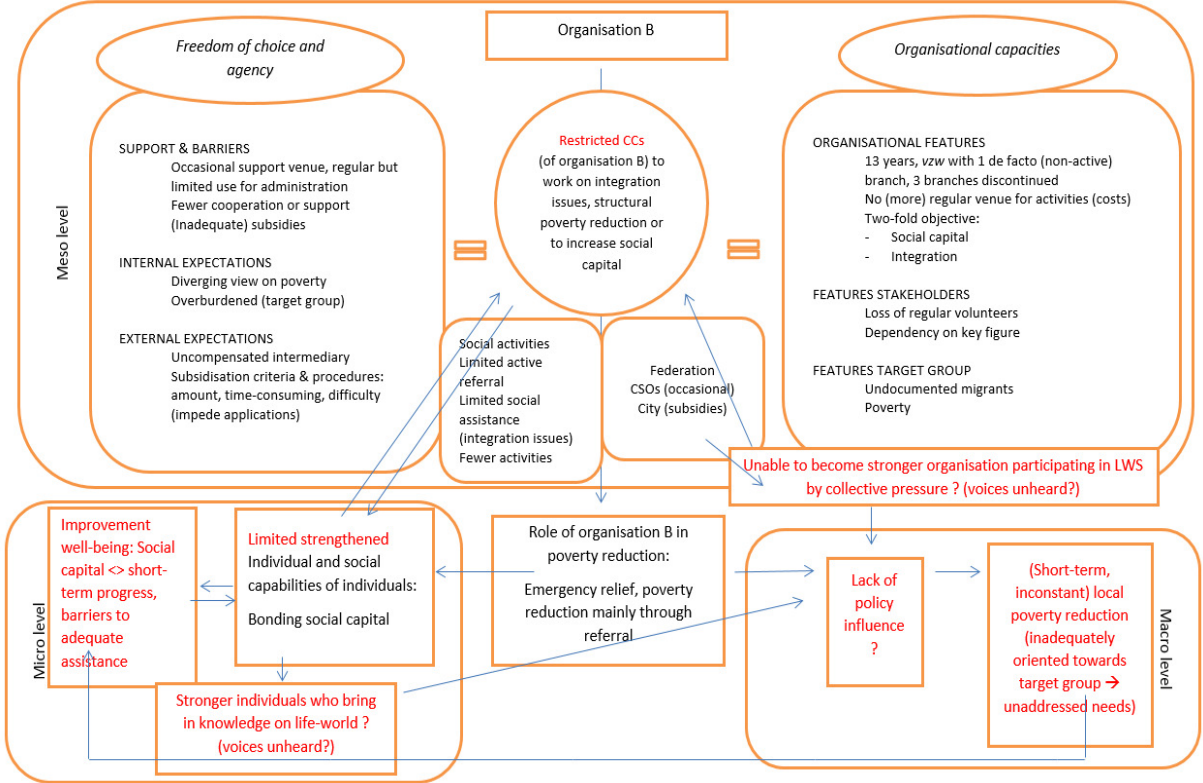 Freedom of choice and
agency
Organisation B
Organisational capacities
Meso level
SUPPORT & BARRIERS
Occasional support venue, regular but
limited use for administration
Fewer cooperation or support
(Inadequate) subsidies
INTERNAL EXPECTATIONS
Diverging view on poverty
Overburdened (target group)
EXTERNAL EXPECTATIONS
Uncompensated intermediary
Subsidisation criteria & procedures:
amount, time-consuming, difficulty
(impede applications)
Restricted CCs
(of organisation B) to
work on integration
issues, structural
poverty reduction or
to increase social
capital
ORGANISATIONAL FEATURES
13 years, vzw with 1 de facto (non-active)
branch, 3 branches discontinued
No (more) regular venue for activities (costs)
Two-fold objective:
- Social capital
- Integration
FEATURES STAKEHOLDERS
Loss of regular volunteers
Dependency on key figure
FEATURES TARGET GROUP
Undocumented migrants
Poverty
Social activities
Limited active
referral
Limited social
assistance
(integration issues)
Fewer activities
Federation
CSOs (occasional)
City (subsidies)
Unable to become stronger organisation participating in LWS
by collective pressure ? (voices unheard?)
Micro level
Improvement
well-being: Social
capital <> short-
term progress,
barriers to
adequate
assistance
Limited strengthened
Individual and social
capabilities of individuals:
Bonding social capital
Stronger individuals who bring
in knowledge on life-world ?
(voices unheard?)
Role of organisation B in
poverty reduction:
Emergency relief, poverty
reduction mainly through
referral
Lack of
policy
influence
?
(Short-term,
inconstant) local
poverty reduction
(inadequately
oriented towards
target group →
unaddressed needs)
Macro level